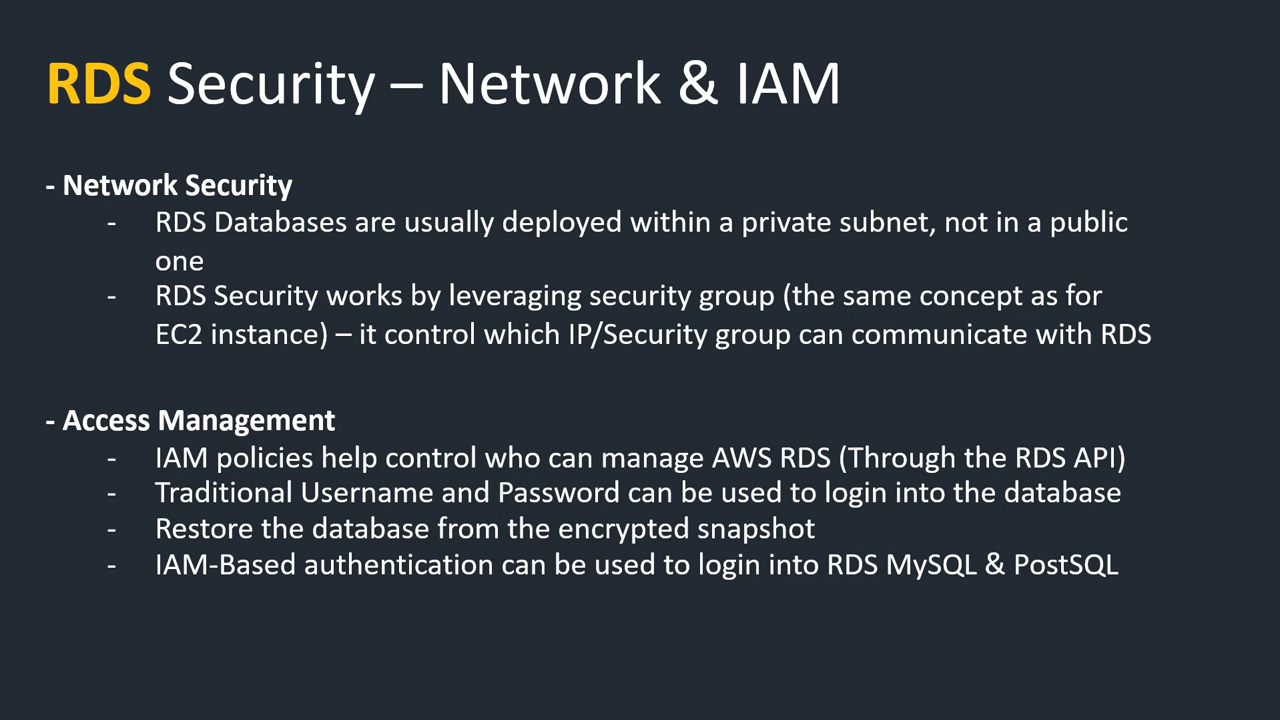 RDS Security – Network & IAM
- Network Security
- RDS Databases are usually deployed within a private subnet, not in a public
one
- RDS Security works by leveraging security group (the same concept as for
EC2 instance) – it control which IP/Security group can communicate with RDS
- Access Management
- IAM policies help control who can manage AWS RDS (Through the RDS API)
- Traditional Username and Password can be used to login into the database
- Restore the database from the encrypted snapshot
- IAM-Based authentication can be used to login into RDS MySQL & PostSQL